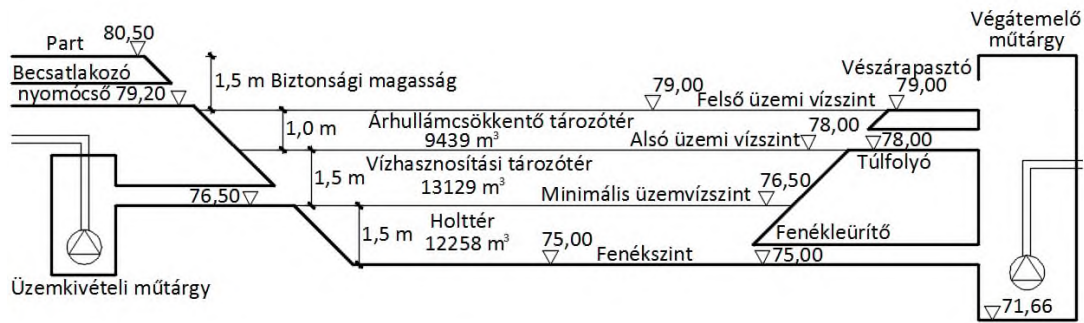 Végátemelő
műtárgy
Part 80,50
Becsatlakozó
nyomócső 79,20
1,5 m Biztonsági magasság
Vészárapasztó
79,00 Felső üzemi vízszint 79,00
1,0 m Árhullámcsökkentő tározótér
9439 m³
Alsó üzemi vízszint 78,00 78,00
Túlfolyó
1,5 m Vízhasznosítási tározótér
13129 m³
76,50 Minimális üzemvízszint 76,50
1,5 m Holttér
12258 m³
75,00 Fenékszint 75,00
Fenékleürítő
Üzemkivételi műtárgy
71,66